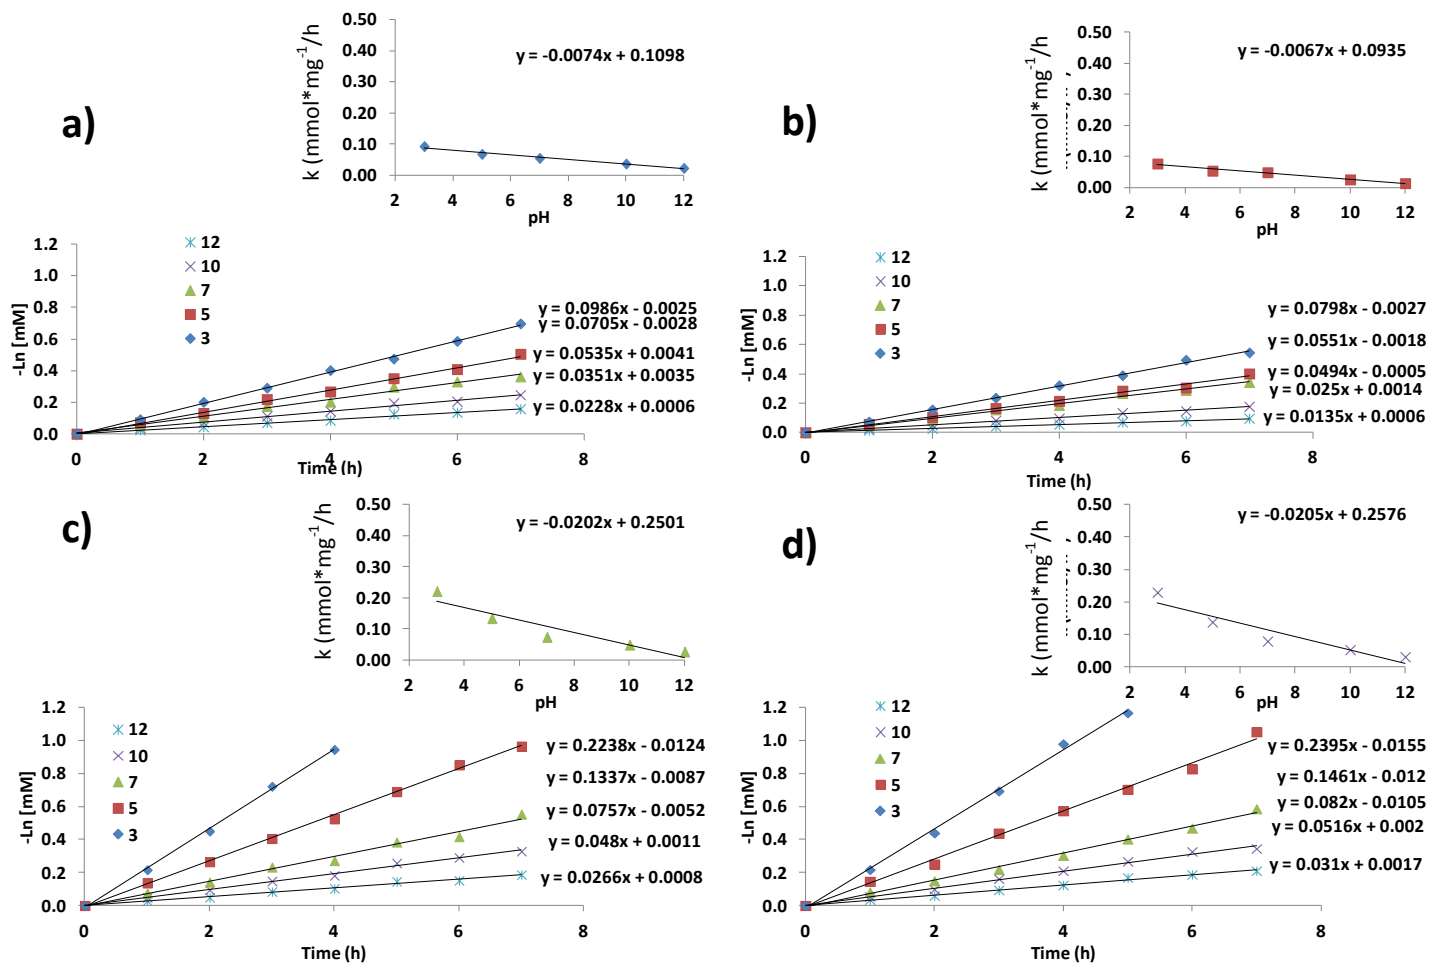 a)
k (mmol*mg-1/h
0.50
0.40
0.30
0.20
0.10
0.00
y = -0.0074x + 0.1098
2 4 6 8 10 12
pH
-Ln [mM]
1.2
1.0
0.8
0.6
0.4
0.2
0.0
12
10
7
5
3
y = 0.0986x - 0.0025
y = 0.0705x - 0.0028
y = 0.0535x + 0.0041
y = 0.0351x + 0.0035
y = 0.0228x + 0.0006
0 2 4 6 8
Time (h)
b)
k (mmol*mg-1/h
0.50
0.40
0.30
0.20
0.10
0.00
y = -0.0067x + 0.0935
2 4 6 8 10 12
pH
-Ln [mM]
1.2
1.0
0.8
0.6
0.4
0.2
0.0
12
10
7
5
3
y = 0.0798x - 0.0027
y = 0.0551x - 0.0018
y = 0.0494x - 0.0005
y = 0.025x + 0.0014
y = 0.0135x + 0.0006
0 2 4 6 8
Time (h)
c)
k (mmol*mg-1/h
0.50
0.40
0.30
0.20
0.10
0.00
y = -0.0202x + 0.2501
2 4 6 8 10 12
pH
-Ln [mM]
1.2
1.0
0.8
0.6
0.4
0.2
0.0
12
10
7
5
3
y = 0.2238x - 0.0124
y = 0.1337x - 0.0087
y = 0.0757x - 0.0052
y = 0.048x + 0.0011
y = 0.0266x + 0.0008
0 2 4 6 8
Time (h)
d)
k (mmol*mg-1/h
0.50
0.40
0.30
0.20
0.10
0.00
y = -0.0205x + 0.2576
2 4 6 8 10 12
pH
-Ln [mM]
1.2
1.0
0.8
0.6
0.4
0.2
0.0
12
10
7
5
3
y = 0.2395x - 0.0155
y = 0.1461x - 0.012
y = 0.082x - 0.0105
y = 0.0516x + 0.002
y = 0.031x + 0.0017
0 2 4 6 8
Time (h)